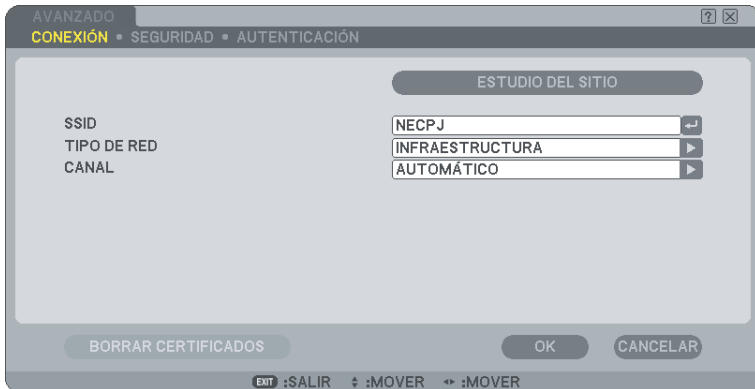 AVANZADO
CONEXIÓN • SEGURIDAD • AUTENTICACIÓN
ESTUDIO DEL SITIO
SSID NECPJ
TIPO DE RED INFRAESTRUCTURA
CANAL AUTOMÁTICO
BORRAR CERTIFICADOS OK CANCELAR
EXIT :SALIR :MOVER :MOVER